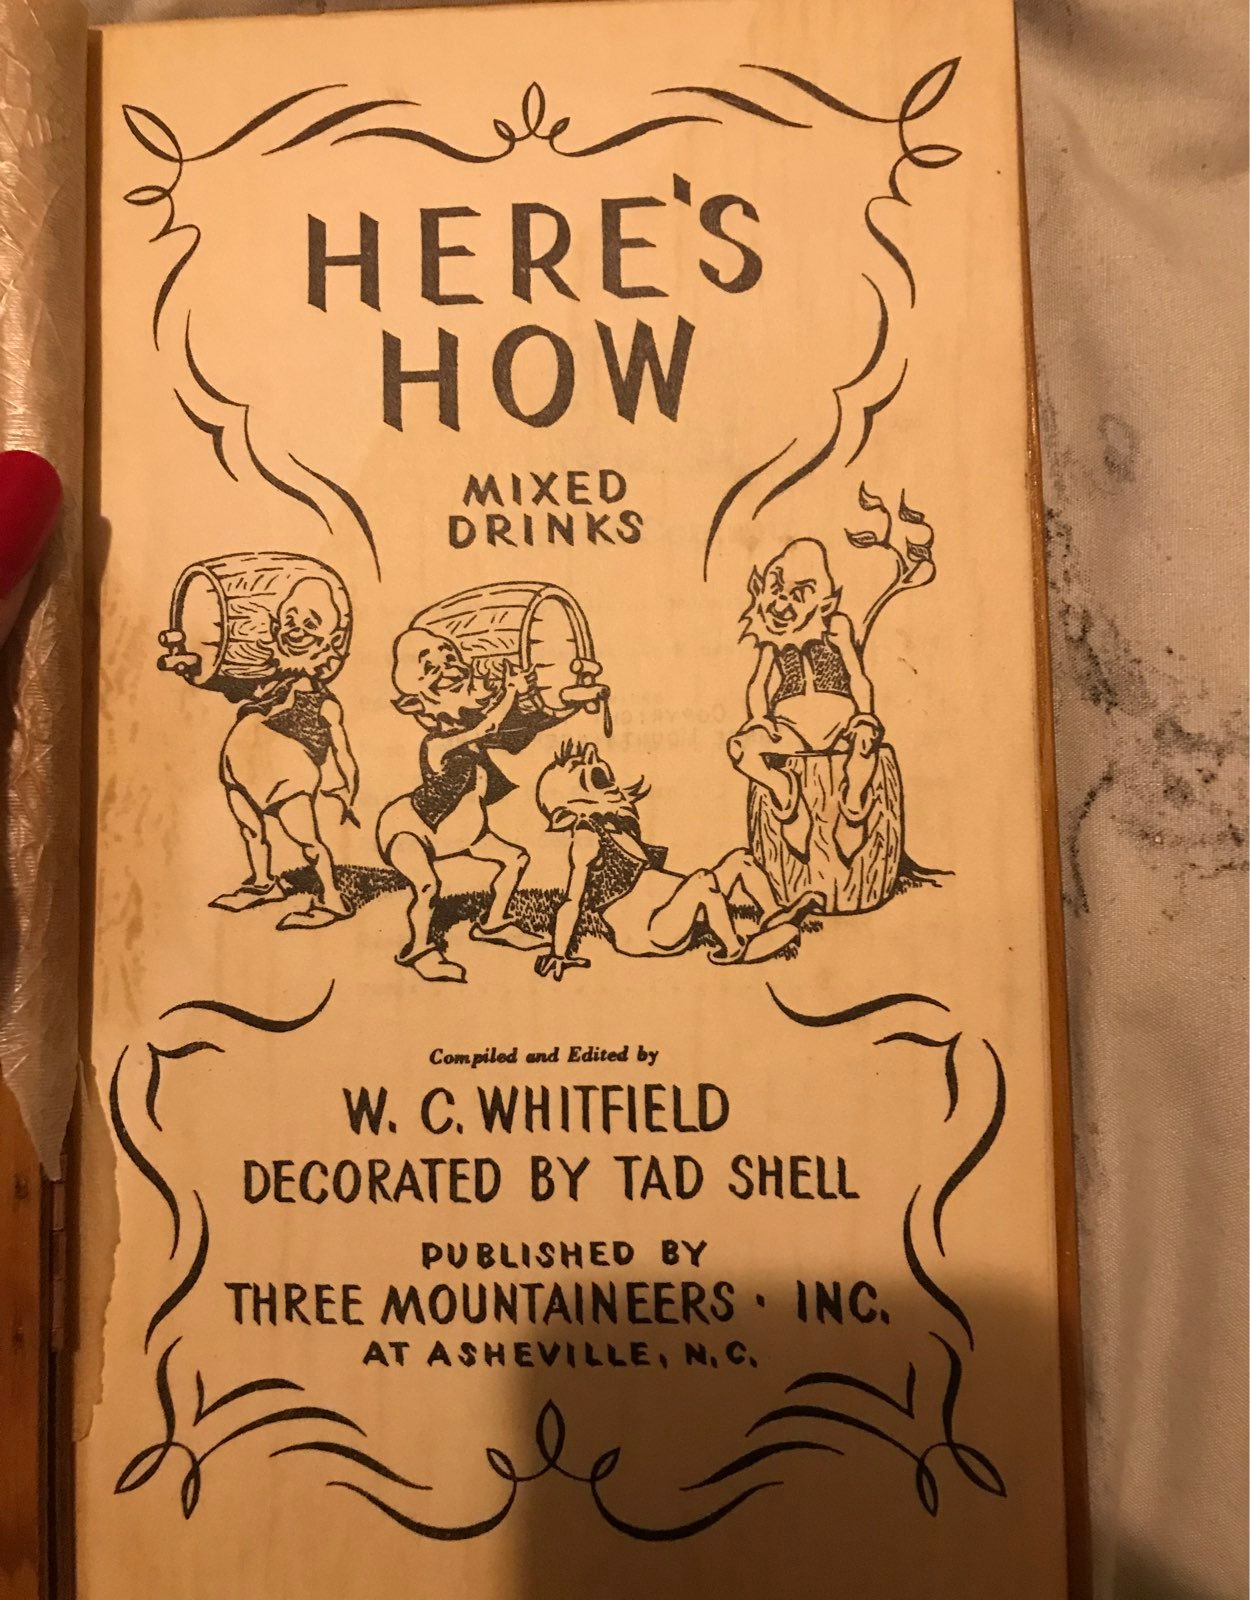 HERE'S
HOW
MIXED
DRINKS
Compiled and Edited by
W. C. WHITFIELD
DECORATED BY TAD SHELL
PUBLISHED BY
THREE MOUNTAINEERS · INC.
AT ASHEVILLE, N.C.